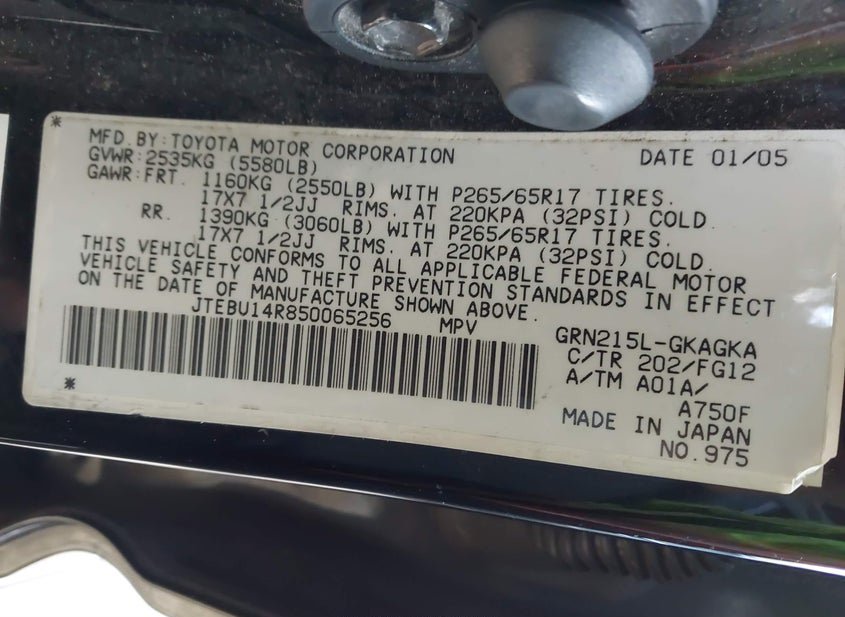 *
MFD. BY: TOYOTA MOTOR CORPORATION DATE 01/05
GVWR: 2535KG (5580LB)
GAWR: FRT. 1160KG (2550LB) WITH P265/65R17 TIRES.
17X7 1/2JJ RIMS. AT 220KPA (32PSI) COLD.
RR. 1390KG (3060LB) WITH P265/65R17 TIRES.
17X7 1/2JJ RIMS. AT 220KPA (32PSI) COLD.
THIS VEHICLE CONFORMS TO ALL APPLICABLE FEDERAL MOTOR
VEHICLE SAFETY AND THEFT PREVENTION STANDARDS IN EFFECT
ON THE DATE OF MANUFACTURE SHOWN ABOVE.
JTEBU14R850065256 MPV
GRN215L-GKAGKA
C/TR 202/FG12
A/TM A01A/
A750F
MADE IN JAPAN
NO.975
*